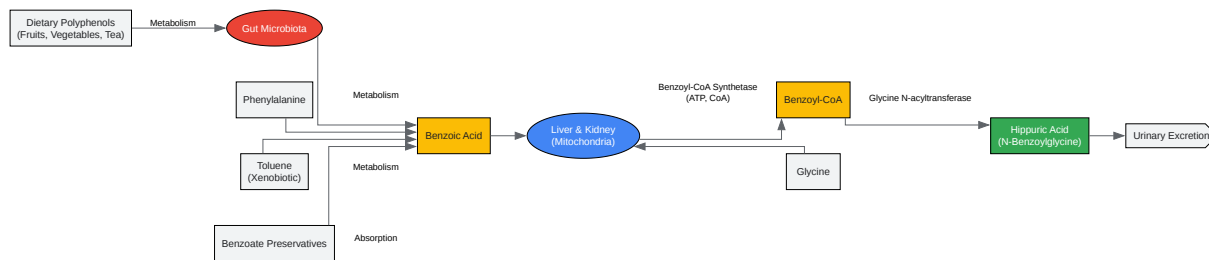 Dietary Polyphenols
(Fruits, Vegetables, Tea)
Metabolism
Gut Microbiota
Phenylalanine
Metabolism
Toluene
(Xenobiotic)
Metabolism
Benzoate Preservatives
Absorption
Benzoic Acid
Liver & Kidney
(Mitochondria)
Benzoyl-CoA Synthetase
(ATP, CoA)
Benzoyl-CoA
Glycine
Glycine N-acyltransferase
Hippuric Acid
(N-Benzoylglycine)
Urinary Excretion